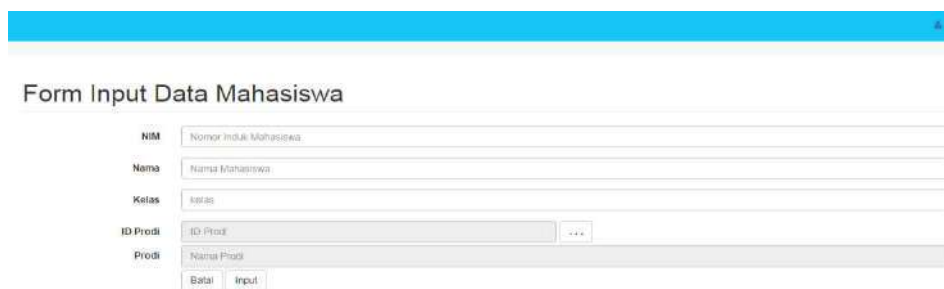 Form Input Data Mahasiswa
NIM Nomor Induk Mahasiswa
Nama Nama Mahasiswa
Kelas kelas
ID Prodi ID Prodi ...
Prodi Nama Prodi
Batal Input